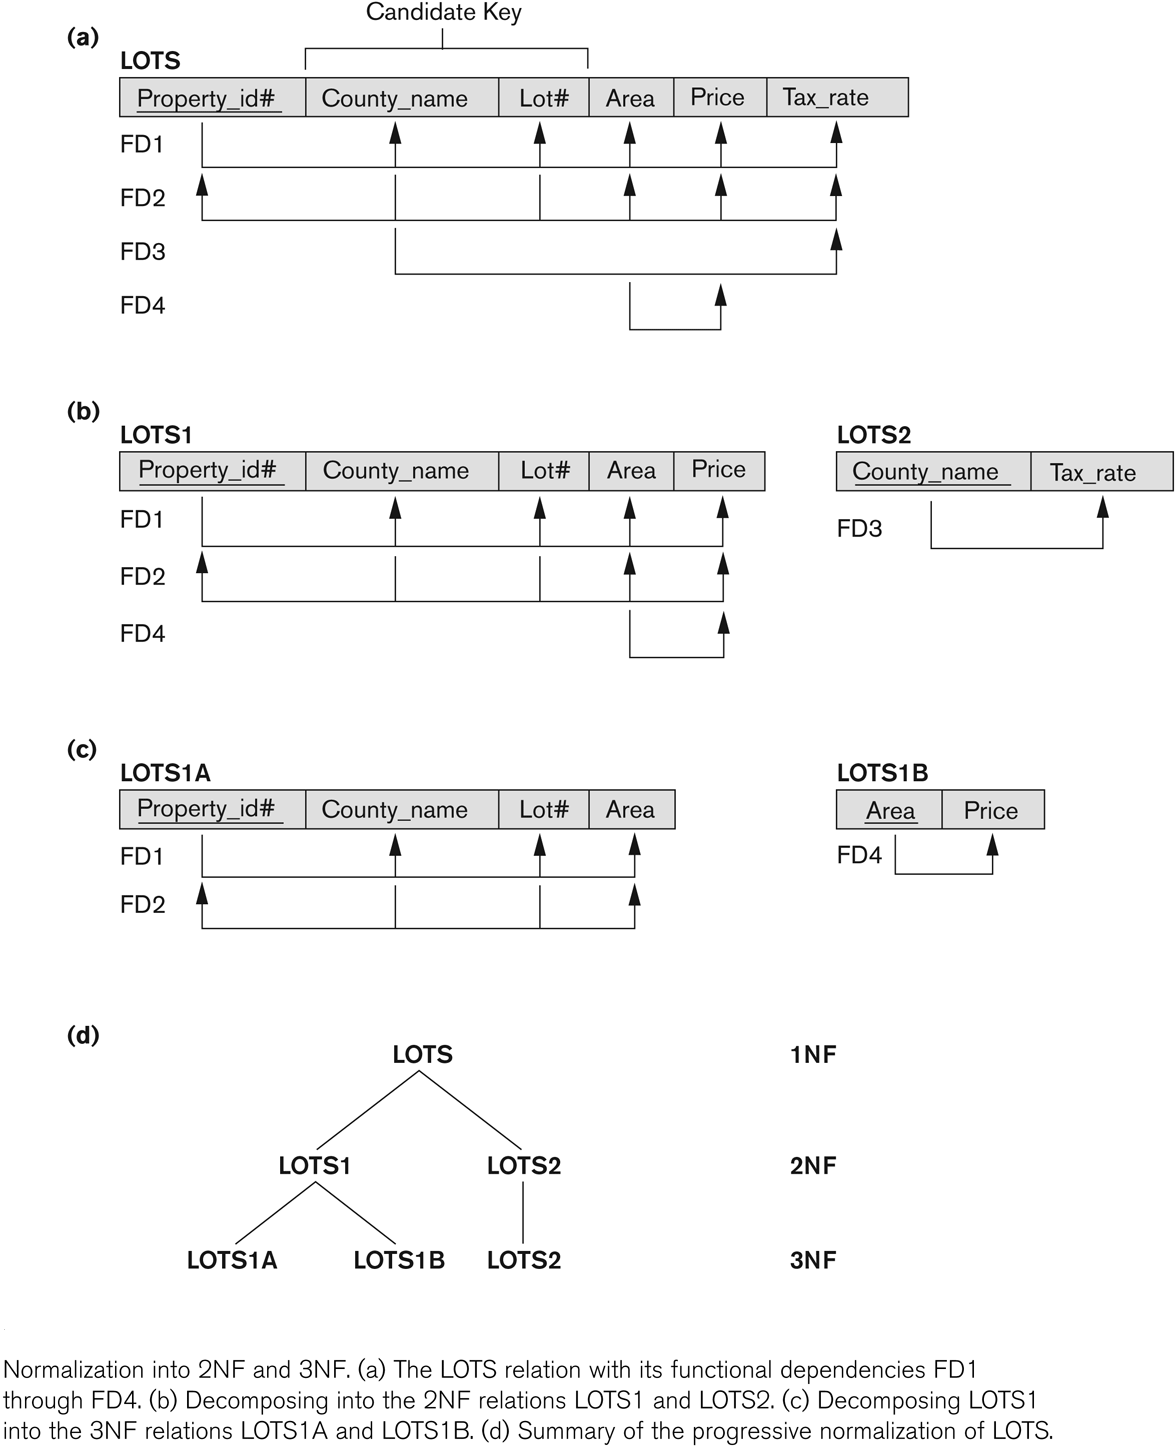 Candidate Key
(a)
LOTS
Property_id# County_name Lot# Area Price Tax_rate
FD1
FD2
FD3
FD4
(b)
LOTS1 LOTS2
Property_id# County_name Lot# Area Price County_name Tax_rate
FD1 FD3
FD2
FD4
(c)
LOTS1A LOTS1B
Property_id# County_name Lot# Area Area Price
FD1 FD4
FD2
(d)
LOTS 1NF
LOTS1 LOTS2 2NF
LOTS1A LOTS1B LOTS2 3NF
Normalization into 2NF and 3NF. (a) The LOTS relation with its functional dependencies FD1
through FD4. (b) Decomposing into the 2NF relations LOTS1 and LOTS2. (c) Decomposing LOTS1
into the 3NF relations LOTS1A and LOTS1B. (d) Summary of the progressive normalization of LOTS.